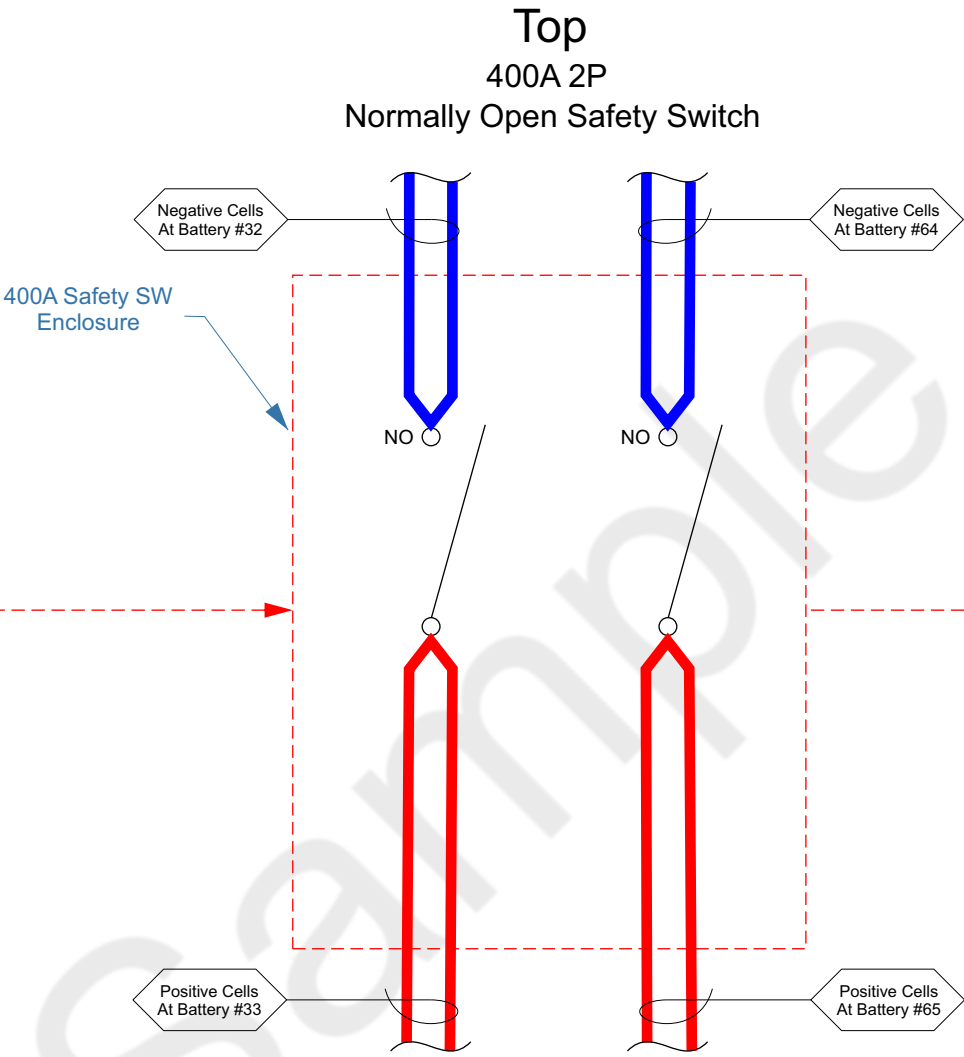 Top
400A 2P
Normally Open Safety Switch
Negative Cells
At Battery #32
Negative Cells
At Battery #64
400A Safety SW
Enclosure
NO
NO
Positive Cells
At Battery #33
Positive Cells
At Battery #65
Sample